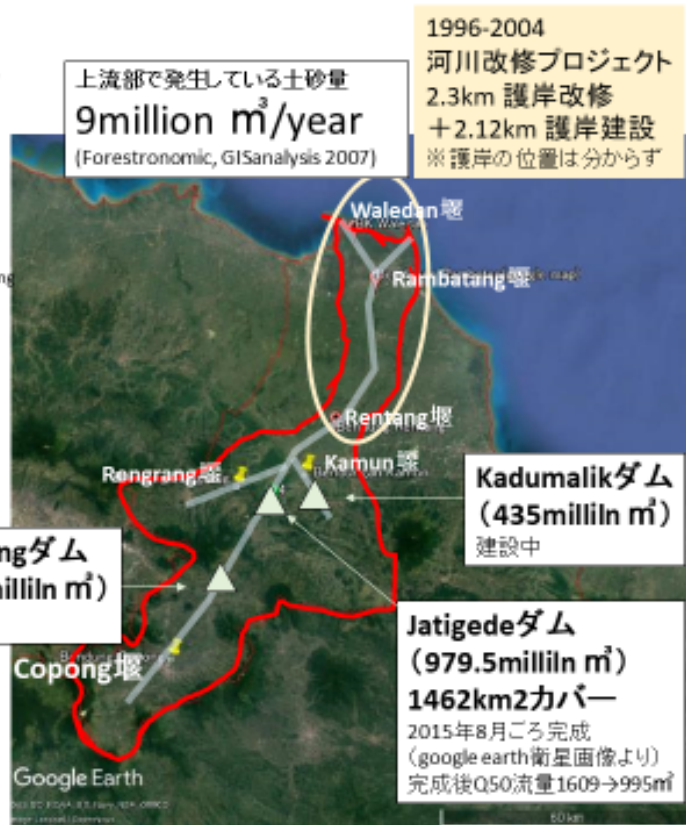 上流部で発生している土砂量
9million ㎥/year
(Forestronomic, GISanalysis 2007)
1996-2004
河川改修プロジェクト
2.3km 護岸改修
＋2.12km 護岸建設
※護岸の位置は分からず
Waledan堰
Rambatang堰
Rentang堰
Rengrang堰
Kamun堰
Kadumalikダム
（435milliln ㎥）
建設中
ngダム
milliln ㎥）
Copong堰
Jatigedeダム
（979.5milliln ㎥）
1462km2カバー
2015年8月ごろ完成
（google earth衛星画像より）
完成後Q50流量1609→995㎥
Google Earth
60 km